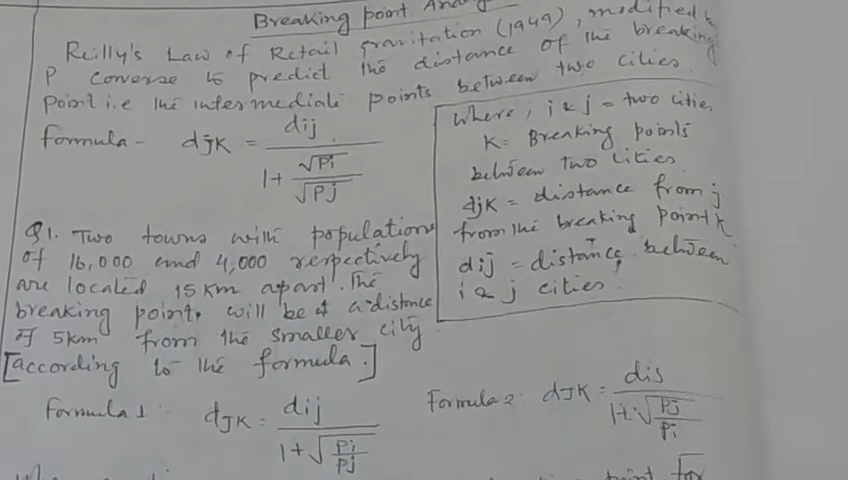 Breaking point
Reilly's Law of Retail gravitation (1949), modified by
P Converse to predict the distance of the breaking
point i.e the intermediate points between two cities.
Formula - djK = dij / 1 + √Pi / √Pj
Where, i & j = two cities
K = Breaking points
between two cities
djK = distance from j
from the breaking point K
dij = distance between
i & j cities.
Q1. Two towns with populations
of 16,000 and 4,000 respectively
are located 15 km apart. The
breaking point, will be at a distance
of 5km from the smaller city
[according to the formula.]
Formula 1: dJK = dij / 1 + √Pi/Pj
Formula 2: dJK = dis / 1 + √Pj/Pi
point for